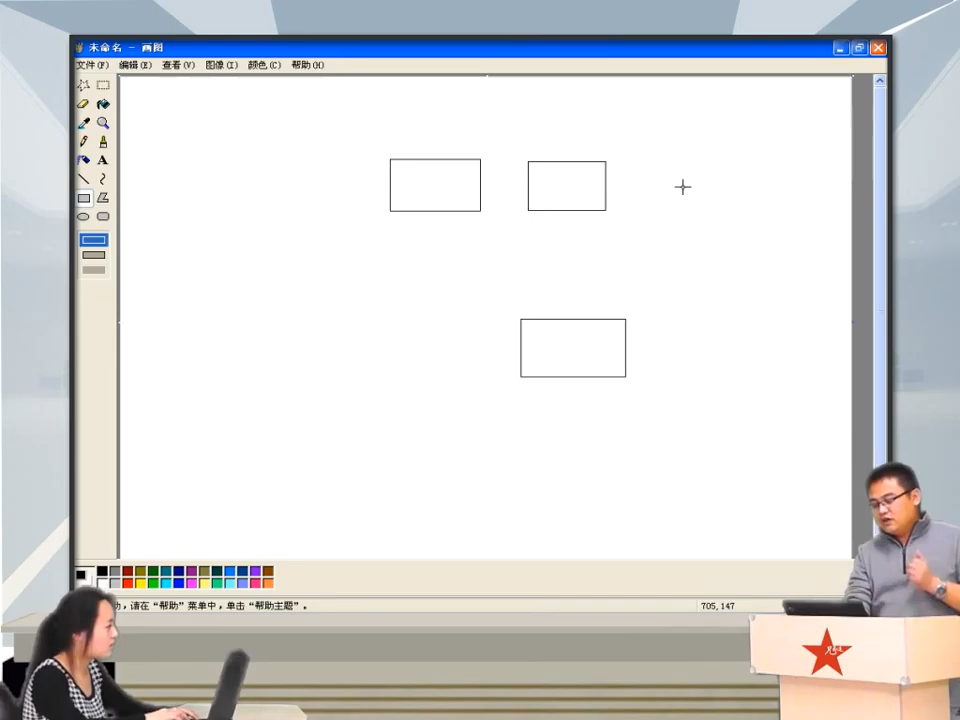 未命名 - 画图
文件(F) 编辑(E) 查看(V) 图像(I) 颜色(C) 帮助(H)
A
，请在“帮助”菜单中，单击“帮助主题”。
705,147